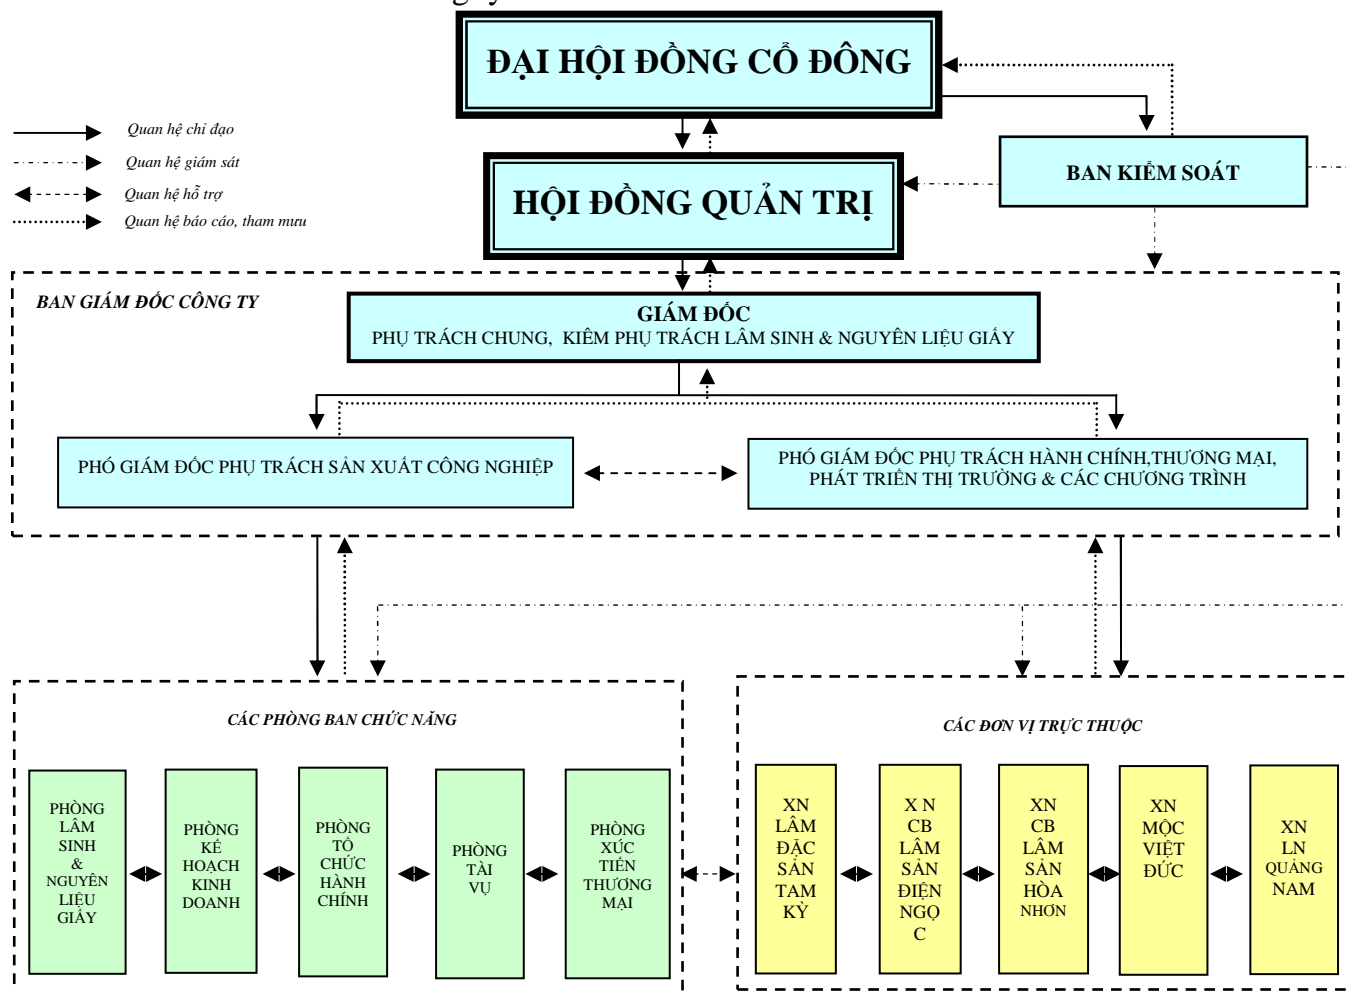 ĐẠI HỘI ĐỒNG CỔ ĐÔNG
Quan hệ chỉ đạo
Quan hệ giám sát
Quan hệ hỗ trợ
Quan hệ báo cáo, tham mưu
BAN KIỂM SOÁT
HỘI ĐỒNG QUẢN TRỊ
BAN GIÁM ĐỐC CÔNG TY
GIÁM ĐỐC
PHỤ TRÁCH CHUNG, KIÊM PHỤ TRÁCH LÂM SINH & NGUYÊN LIỆU GIẤY
PHÓ GIÁM ĐỐC PHỤ TRÁCH SẢN XUẤT CÔNG NGHIỆP
PHÓ GIÁM ĐỐC PHỤ TRÁCH HÀNH CHÍNH,THƯƠNG MẠI,
PHÁT TRIỂN THỊ TRƯỜNG & CÁC CHƯƠNG TRÌNH
CÁC PHÒNG BAN CHỨC NĂNG
PHÒNG
LÂM
SINH
&
NGUYÊN
LIỆU
GIẤY
PHÒNG
KẾ
HOẠCH
KINH
DOANH
PHÒNG
TỔ
CHỨC
HÀNH
CHÍNH
PHÒNG
TÀI
VỤ
PHÒNG
XÚC
TIẾN
THƯƠNG
MẠI
CÁC ĐƠN VỊ TRỰC THUỘC
XN
LÂM
ĐẶC
SẢN
TAM
KỲ
X N
CB
LÂM
SẢN
ĐIỆN
NGỌ
C
XN
CB
LÂM
SẢN
HÒA
NHƠN
XN
MỘC
VIỆT
ĐỨC
XN
LN
QUẢNG
NAM